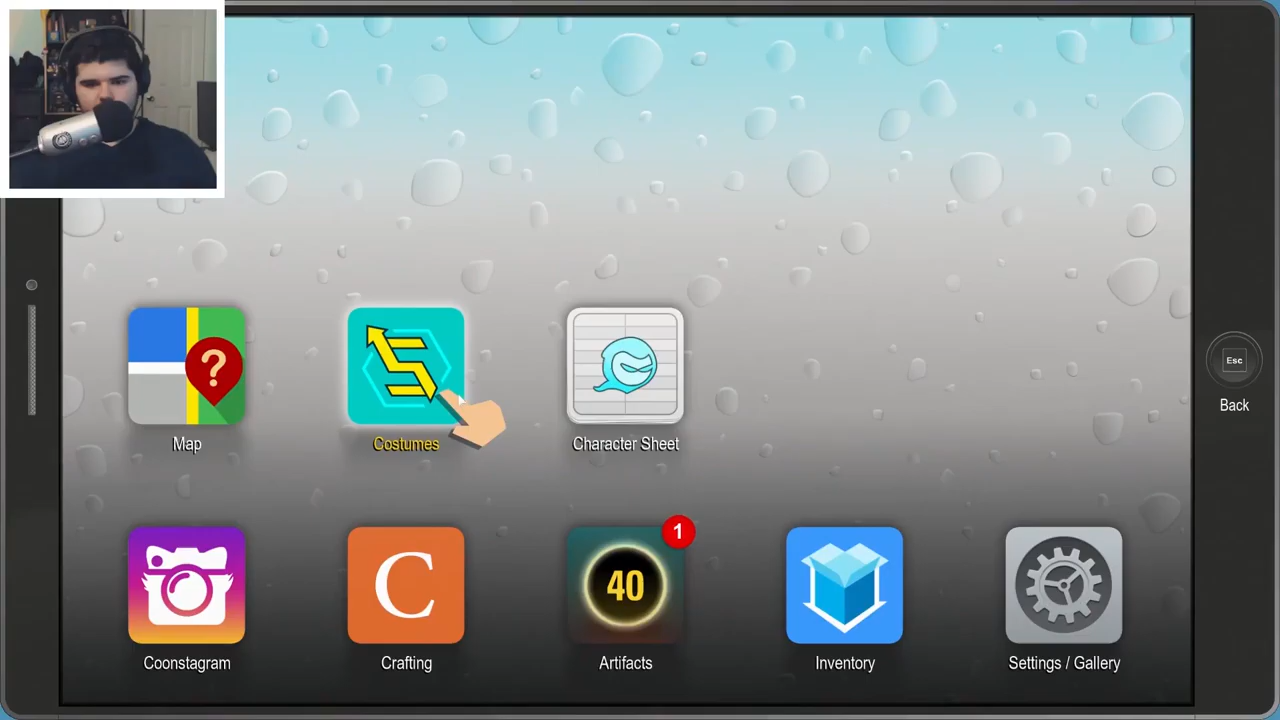 ?
Map
Costumes
Character Sheet
Esc
Back
C
1
40
Coonstagram
Crafting
Artifacts
Inventory
Settings / Gallery